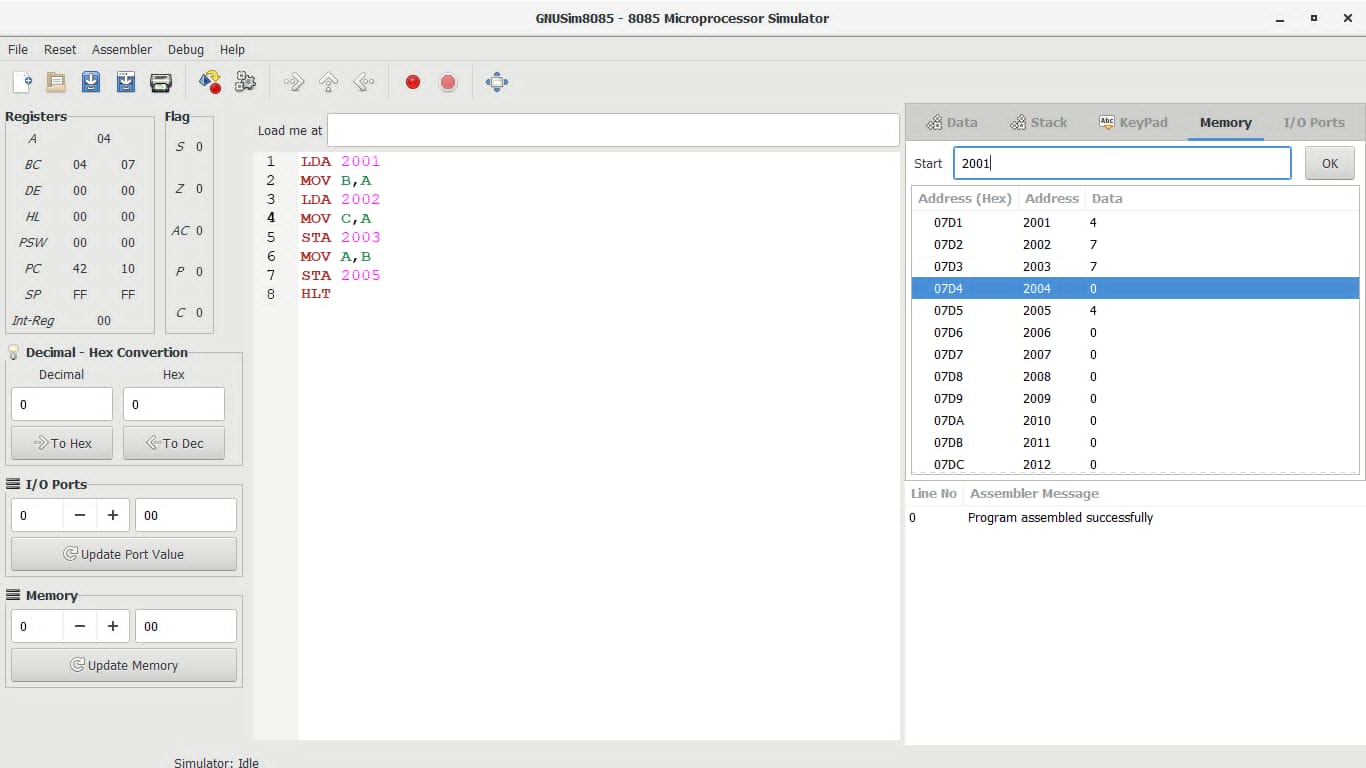 GNUSim8085 - 8085 Microprocessor Simulator
File Reset Assembler Debug Help
Registers
A 04
BC 04 07
DE 00 00
HL 00 00
PSW 00 00
PC 42 10
SP FF FF
Int-Reg 00
Flag
S 0
Z 0
AC 0
P 0
C 0
Decimal - Hex Convertion
Decimal Hex
0 0
To Hex To Dec
I/O Ports
0 − + 00
Update Port Value
Memory
0 − + 00
Update Memory
Load me at
1 LDA 2001
2 MOV B,A
3 LDA 2002
4 MOV C,A
5 STA 2003
6 MOV A,B
7 STA 2005
8 HLT
Data Stack Abc KeyPad Memory I/O Ports
Start 2001 OK
Address (Hex) Address Data
07D1 2001 4
07D2 2002 7
07D3 2003 7
07D4 2004 0
07D5 2005 4
07D6 2006 0
07D7 2007 0
07D8 2008 0
07D9 2009 0
07DA 2010 0
07DB 2011 0
07DC 2012 0
Line No Assembler Message
0 Program assembled successfully
Simulator: Idle